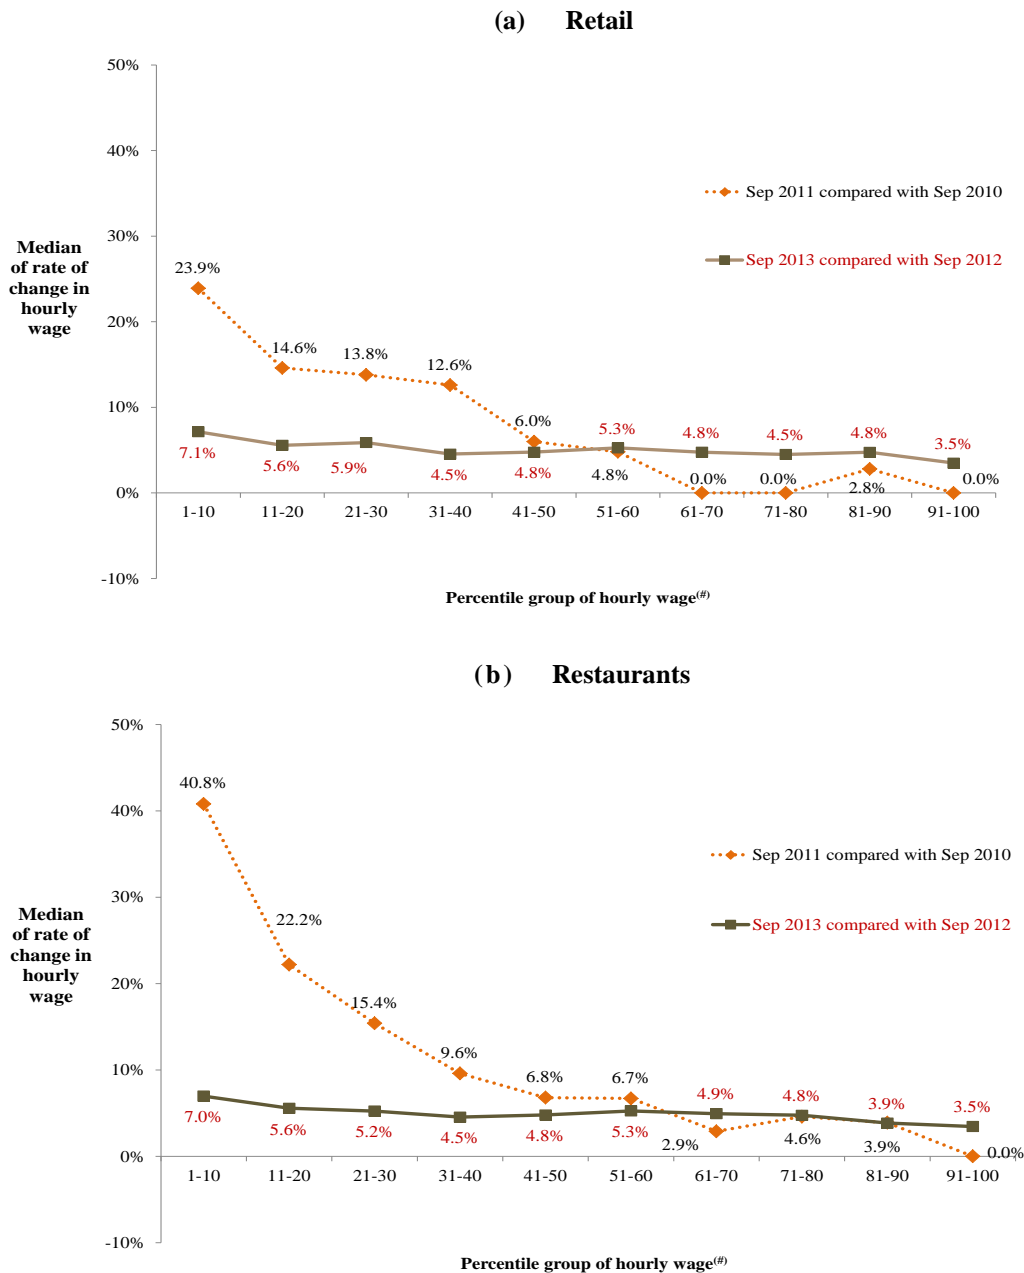 (a) Retail
50%
40%
30%
20%
10%
0%
-10%
Median
of rate of
change in
hourly
wage
Sep 2011 compared with Sep 2010
Sep 2013 compared with Sep 2012
23.9%
14.6%
13.8%
12.6%
6.0%
5.3%
4.8%
4.5%
4.8%
3.5%
7.1%
5.6%
5.9%
4.5%
4.8%
4.8%
0.0%
0.0%
2.8%
0.0%
1-10 11-20 21-30 31-40 41-50 51-60 61-70 71-80 81-90 91-100
Percentile group of hourly wage(#)
(b) Restaurants
50%
40%
30%
20%
10%
0%
-10%
Median
of rate of
change in
hourly
wage
Sep 2011 compared with Sep 2010
Sep 2013 compared with Sep 2012
40.8%
22.2%
15.4%
9.6%
6.8%
6.7%
4.9%
4.8%
3.9%
3.5%
7.0%
5.6%
5.2%
4.5%
4.8%
5.3%
2.9%
4.6%
3.9%
0.0%
1-10 11-20 21-30 31-40 41-50 51-60 61-70 71-80 81-90 91-100
Percentile group of hourly wage(#)